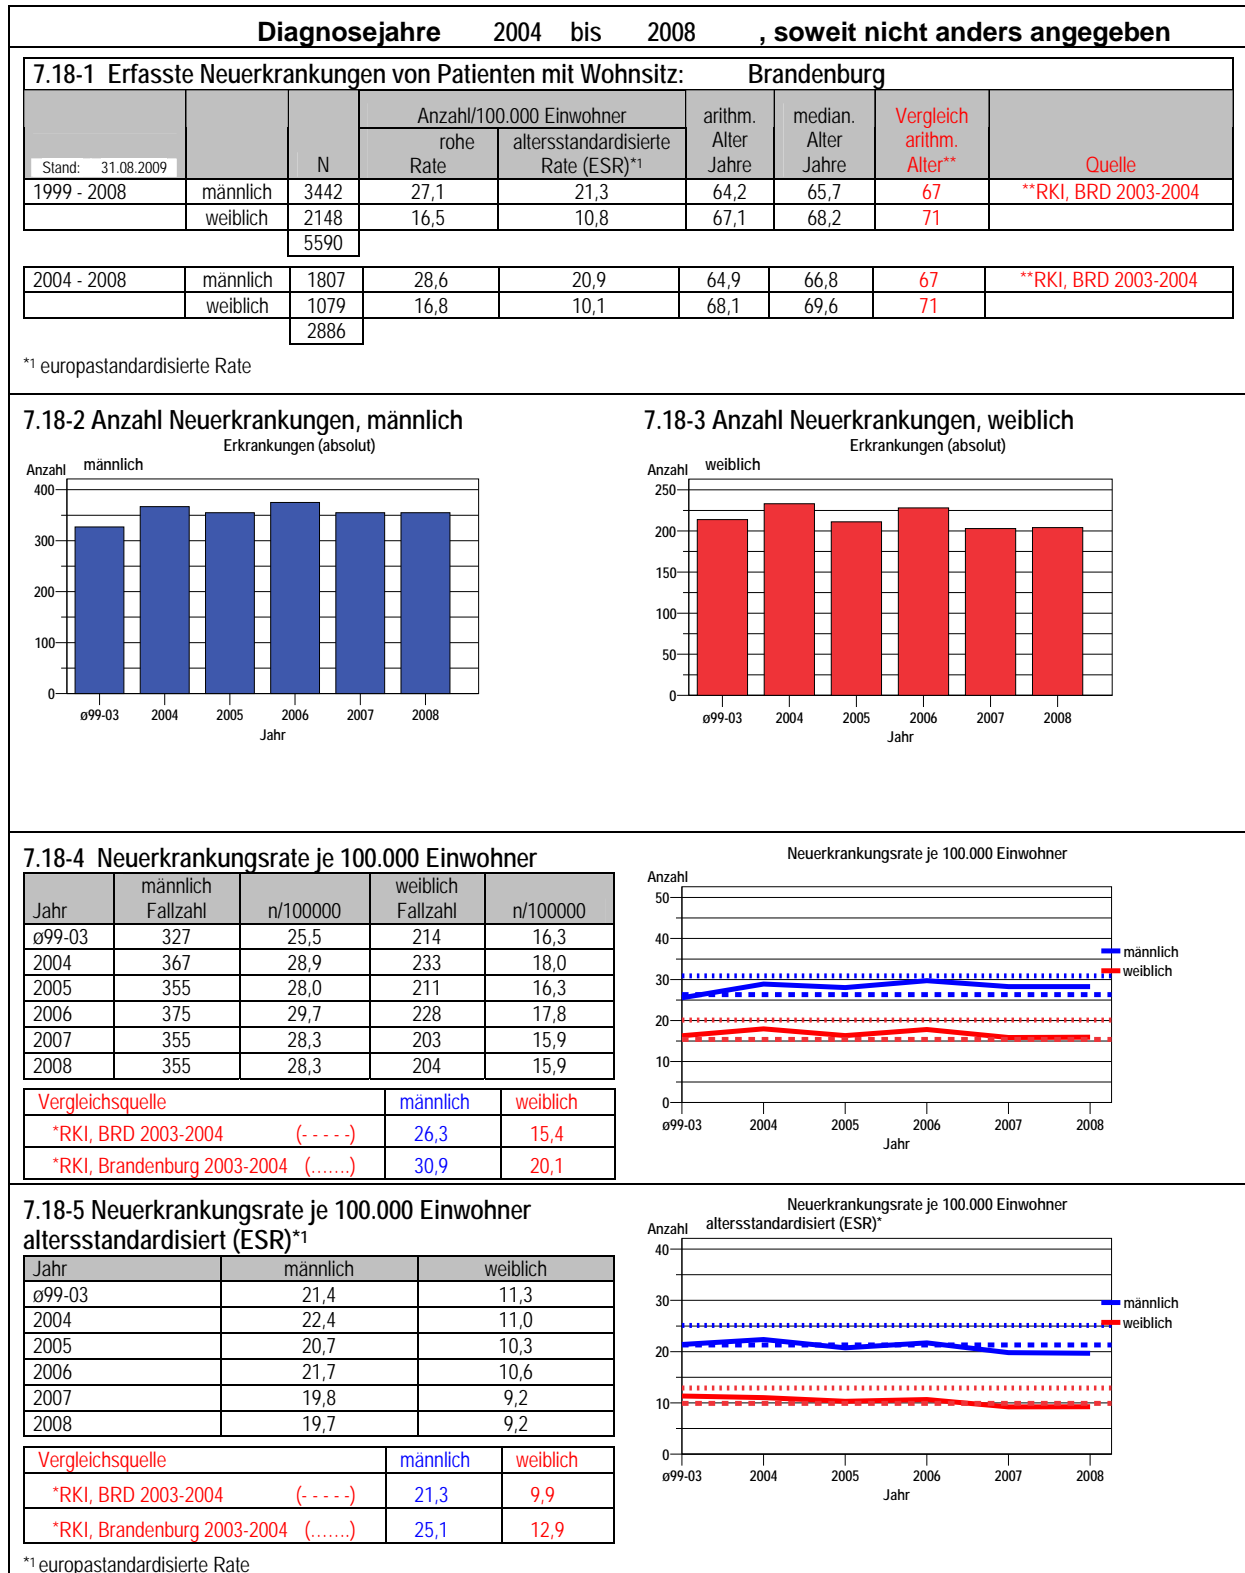 Diagnosejahre 2004 bis 2008 , soweit nicht anders angegeben
7.18-1 Erfasste Neuerkrankungen von Patienten mit Wohnsitz: Brandenburg
Anzahl/100.000 Einwohner arithm. median. Vergleich
rohe altersstandardisierte Alter Alter arithm.
Stand: 31.08.2009 N Rate Rate (ESR)*1 Jahre Jahre Alter** Quelle
1999 - 2008 männlich 3442 27,1 21,3 64,2 65,7 67 **RKI, BRD 2003-2004
weiblich 2148 16,5 10,8 67,1 68,2 71
5590
2004 - 2008 männlich 1807 28,6 20,9 64,9 66,8 67 **RKI, BRD 2003-2004
weiblich 1079 16,8 10,1 68,1 69,6 71
2886
*1 europastandardisierte Rate
7.18-2 Anzahl Neuerkrankungen, männlich
Erkrankungen (absolut)
Anzahl männlich
400
300
200
100
0
ø99-03 2004 2005 2006 2007 2008
Jahr
7.18-3 Anzahl Neuerkrankungen, weiblich
Erkrankungen (absolut)
Anzahl weiblich
250
200
150
100
50
0
ø99-03 2004 2005 2006 2007 2008
Jahr
7.18-4 Neuerkrankungsrate je 100.000 Einwohner
männlich weiblich
Jahr Fallzahl n/100000 Fallzahl n/100000
ø99-03 327 25,5 214 16,3
2004 367 28,9 233 18,0
2005 355 28,0 211 16,3
2006 375 29,7 228 17,8
2007 355 28,3 203 15,9
2008 355 28,3 204 15,9
Vergleichsquelle männlich weiblich
*RKI, BRD 2003-2004 (- - - - -) 26,3 15,4
*RKI, Brandenburg 2003-2004 (.......) 30,9 20,1
Neuerkrankungsrate je 100.000 Einwohner
Anzahl
50
40
30
20
10
0
männlich
weiblich
ø99-03 2004 2005 2006 2007 2008
Jahr
7.18-5 Neuerkrankungsrate je 100.000 Einwohner
altersstandardisiert (ESR)*1
Jahr männlich weiblich
ø99-03 21,4 11,3
2004 22,4 11,0
2005 20,7 10,3
2006 21,7 10,6
2007 19,8 9,2
2008 19,7 9,2
Vergleichsquelle männlich weiblich
*RKI, BRD 2003-2004 (- - - - -) 21,3 9,9
*RKI, Brandenburg 2003-2004 (.......) 25,1 12,9
*1 europastandardisierte Rate
Neuerkrankungsrate je 100.000 Einwohner
Anzahl altersstandardisiert (ESR)*
40
30
20
10
0
männlich
weiblich
ø99-03 2004 2005 2006 2007 2008
Jahr